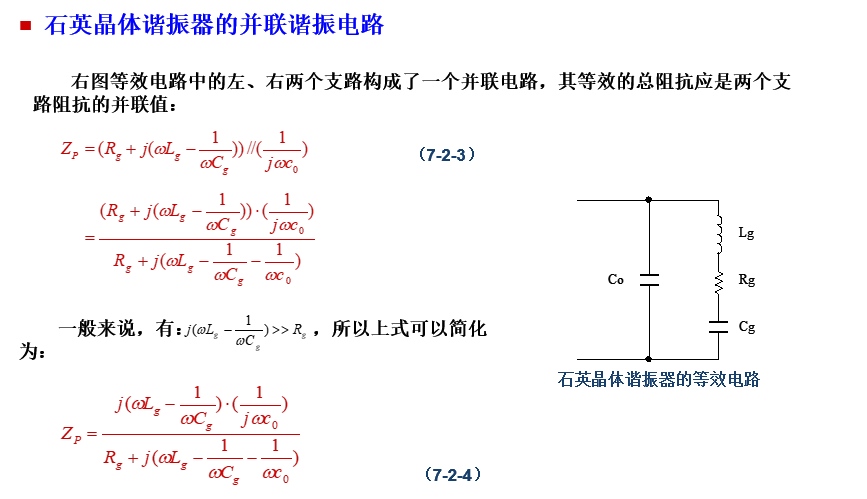 石英晶体谐振器的并联谐振电路
右图等效电路中的左、右两个支路构成了一个并联电路，其等效的总阻抗应是两个支
路阻抗的并联值：
Z_P = (R_g + j(ωL_g − 1/(ωC_g))) // (1/(jωc_0)) （7-2-3）
= ((R_g + j(ωL_g − 1/(ωC_g))) · (1/(jωc_0))) / (R_g + j(ωL_g − 1/(ωC_g) − 1/(ωc_0)))
Lg
Co
Rg
Cg
石英晶体谐振器的等效电路
一般来说，有：j(ωL_g − 1/(ωC_g)) >> R_g ，所以上式可以简化
为：
Z_P = (j(ωL_g − 1/(ωC_g)) · (1/(jωc_0))) / (R_g + j(ωL_g − 1/(ωC_g) − 1/(ωc_0))) （7-2-4）